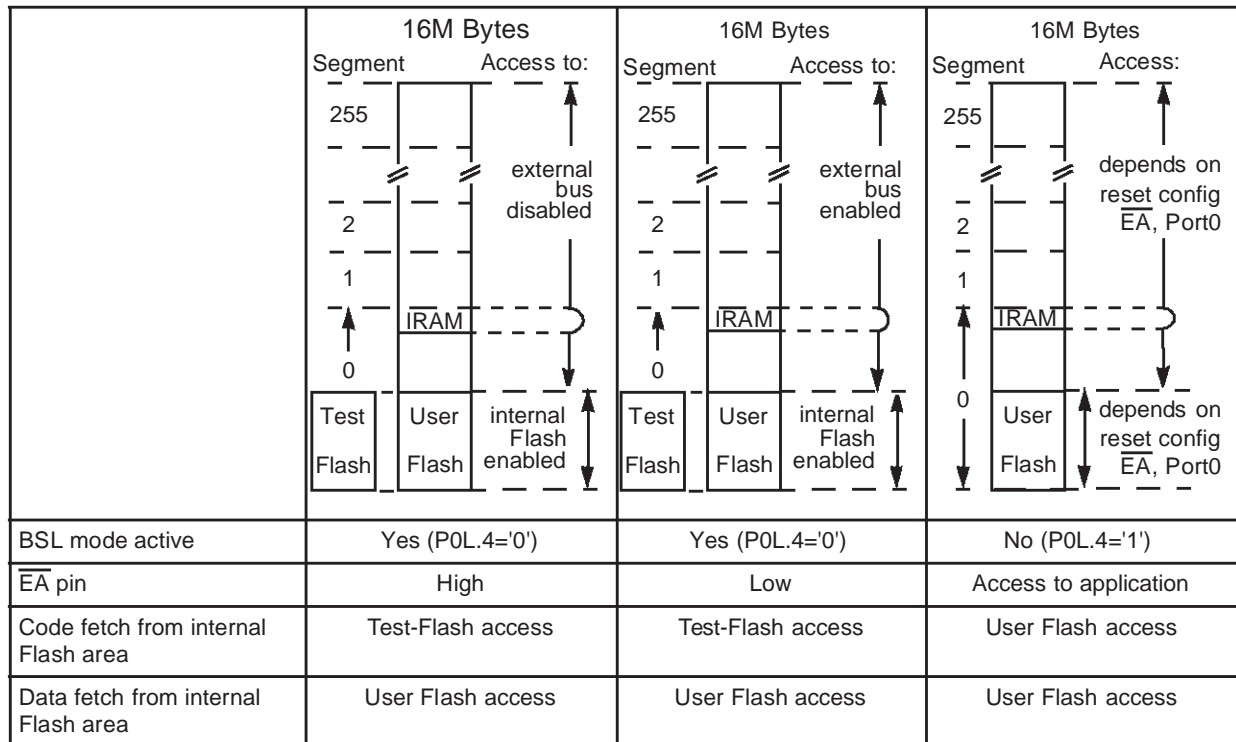 16M Bytes
Segment Access to:
255
external
bus
disabled
2
1
IRAM
0
Test
Flash
User
Flash
internal
Flash
enabled
16M Bytes
Segment Access to:
255
external
bus
enabled
2
1
IRAM
0
Test
Flash
User
Flash
internal
Flash
enabled
16M Bytes
Segment Access:
255
depends on
reset config
EA, Port0
2
1
IRAM
0
User
Flash
depends on
reset config
EA, Port0
BSL mode active Yes (P0L.4='0') Yes (P0L.4='0') No (P0L.4='1')
EA pin High Low Access to application
Code fetch from internal
Flash area
Test-Flash access Test-Flash access User Flash access
Data fetch from internal
Flash area
User Flash access User Flash access User Flash access